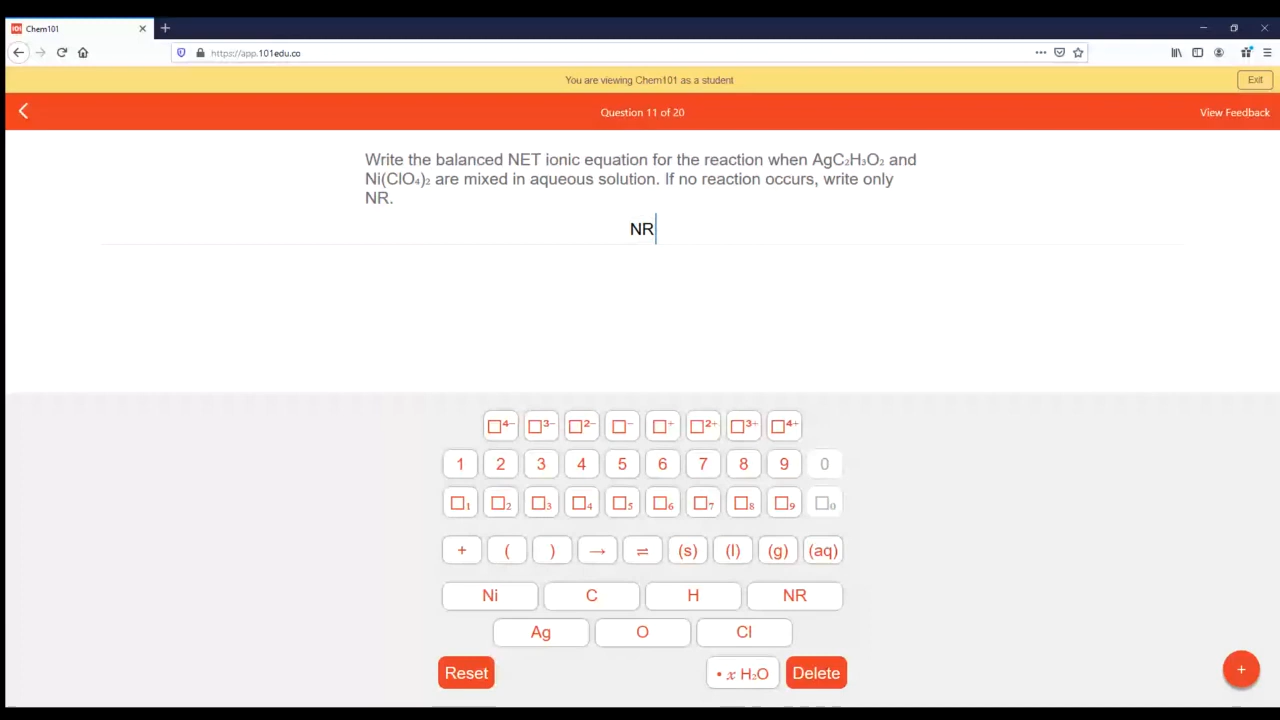 Chem101
https://app.101edu.co
You are viewing Chem101 as a student
Exit
Question 11 of 20
View Feedback
Write the balanced NET ionic equation for the reaction when AgC₂H₃O₂ and
Ni(ClO₄)₂ are mixed in aqueous solution. If no reaction occurs, write only
NR.
NR
□⁴⁻ □³⁻ □²⁻ □⁻ □⁺ □²⁺ □³⁺ □⁴⁺
1 2 3 4 5 6 7 8 9 0
□₁ □₂ □₃ □₄ □₅ □₆ □₇ □₈ □₉ □₀
+ ( ) → ⇌ (s) (l) (g) (aq)
Ni C H NR
Ag O Cl
Reset • x H₂O Delete
+